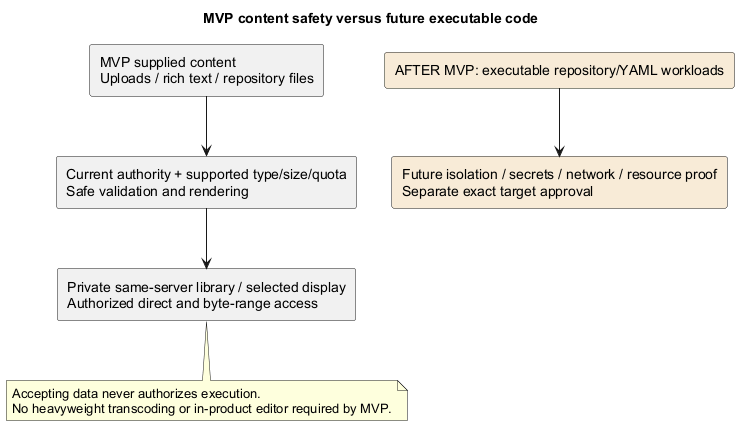 MVP content safety versus future executable code
MVP supplied content
Uploads / rich text / repository files
AFTER MVP: executable repository/YAML workloads
Current authority + supported type/size/quota
Safe validation and rendering
Future isolation / secrets / network / resource proof
Separate exact target approval
Private same-server library / selected display
Authorized direct and byte-range access
Accepting data never authorizes execution.
No heavyweight transcoding or in-product editor required by MVP.